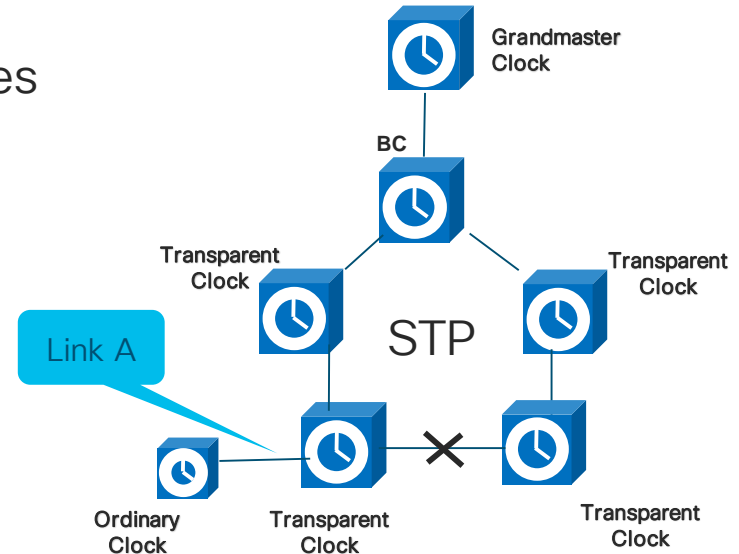 Grandmaster
Clock
es
BC
Transparent
Clock
Transparent
Clock
STP
Link A
Ordinary
Clock
Transparent
Clock
Transparent
Clock